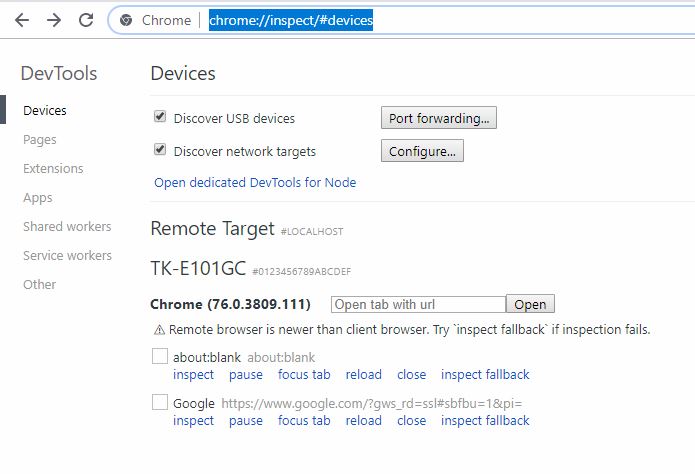 Chrome chrome://inspect/#devices
DevTools
Devices
Pages
Extensions
Apps
Shared workers
Service workers
Other
Devices
Discover USB devices Port forwarding...
Discover network targets Configure...
Open dedicated DevTools for Node
Remote Target #LOCALHOST
TK-E101GC #0123456789ABCDEF
Chrome (76.0.3809.111) Open tab with url Open
Remote browser is newer than client browser. Try `inspect fallback` if inspection fails.
about:blank about:blank
inspect pause focus tab reload close inspect fallback
Google https://www.google.com/?gws_rd=ssl#sbfbu=1&pi=
inspect pause focus tab reload close inspect fallback